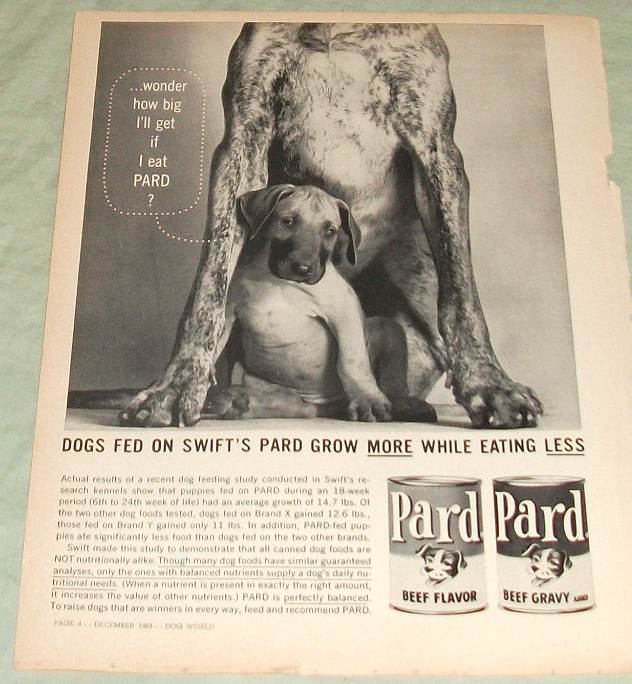 ...wonder
how big
I'll get
if
I eat
PARD
?
DOGS FED ON SWIFT'S PARD GROW MORE WHILE EATING LESS
Actual results of a recent dog feeding study conducted in Swift's re-
search kennels show that puppies fed on PARD during an 18-week
period (6th to 24th week of life) had an average growth of 14.7 lbs. Of
the two other dog foods tested, dogs fed on Brand X gained 12.6 lbs.,
those fed on Brand Y gained only 11 lbs. In addition, PARD-fed pup-
pies ate significantly less food than dogs fed on the two other brands.
Swift made this study to demonstrate that all canned dog foods are
NOT nutritionally alike. Though many dog foods have similar guaranteed
analyses, only the ones with balanced nutrients supply a dog's daily nu-
tritional needs. (When a nutrient is present in exactly the right amount,
it increases the value of other nutrients.) PARD is perfectly balanced.
To raise dogs that are winners in every way, feed and recommend PARD.
Pard
BEEF FLAVOR
Pard
BEEF GRAVY
PAGE 4 - - DECEMBER - - DOG WORLD